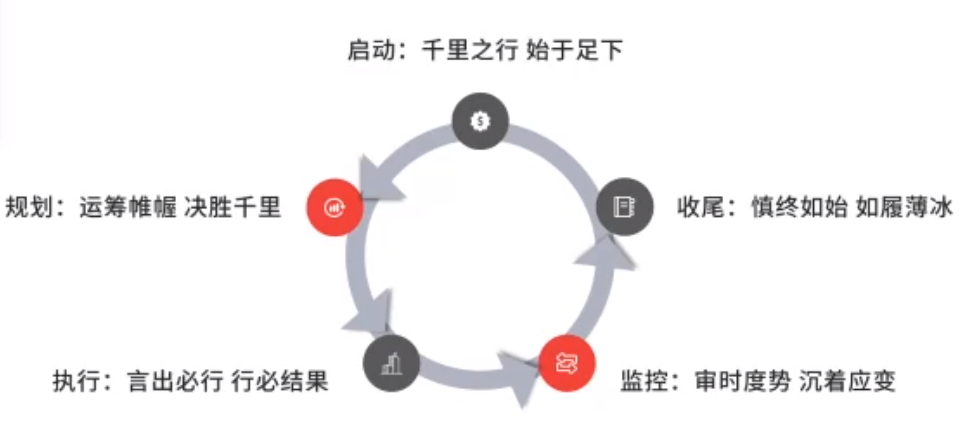 启动：千里之行 始于足下
规划：运筹帷幄 决胜千里
收尾：慎终如始 如履薄冰
执行：言出必行 行必结果
监控：审时度势 沉着应变
$